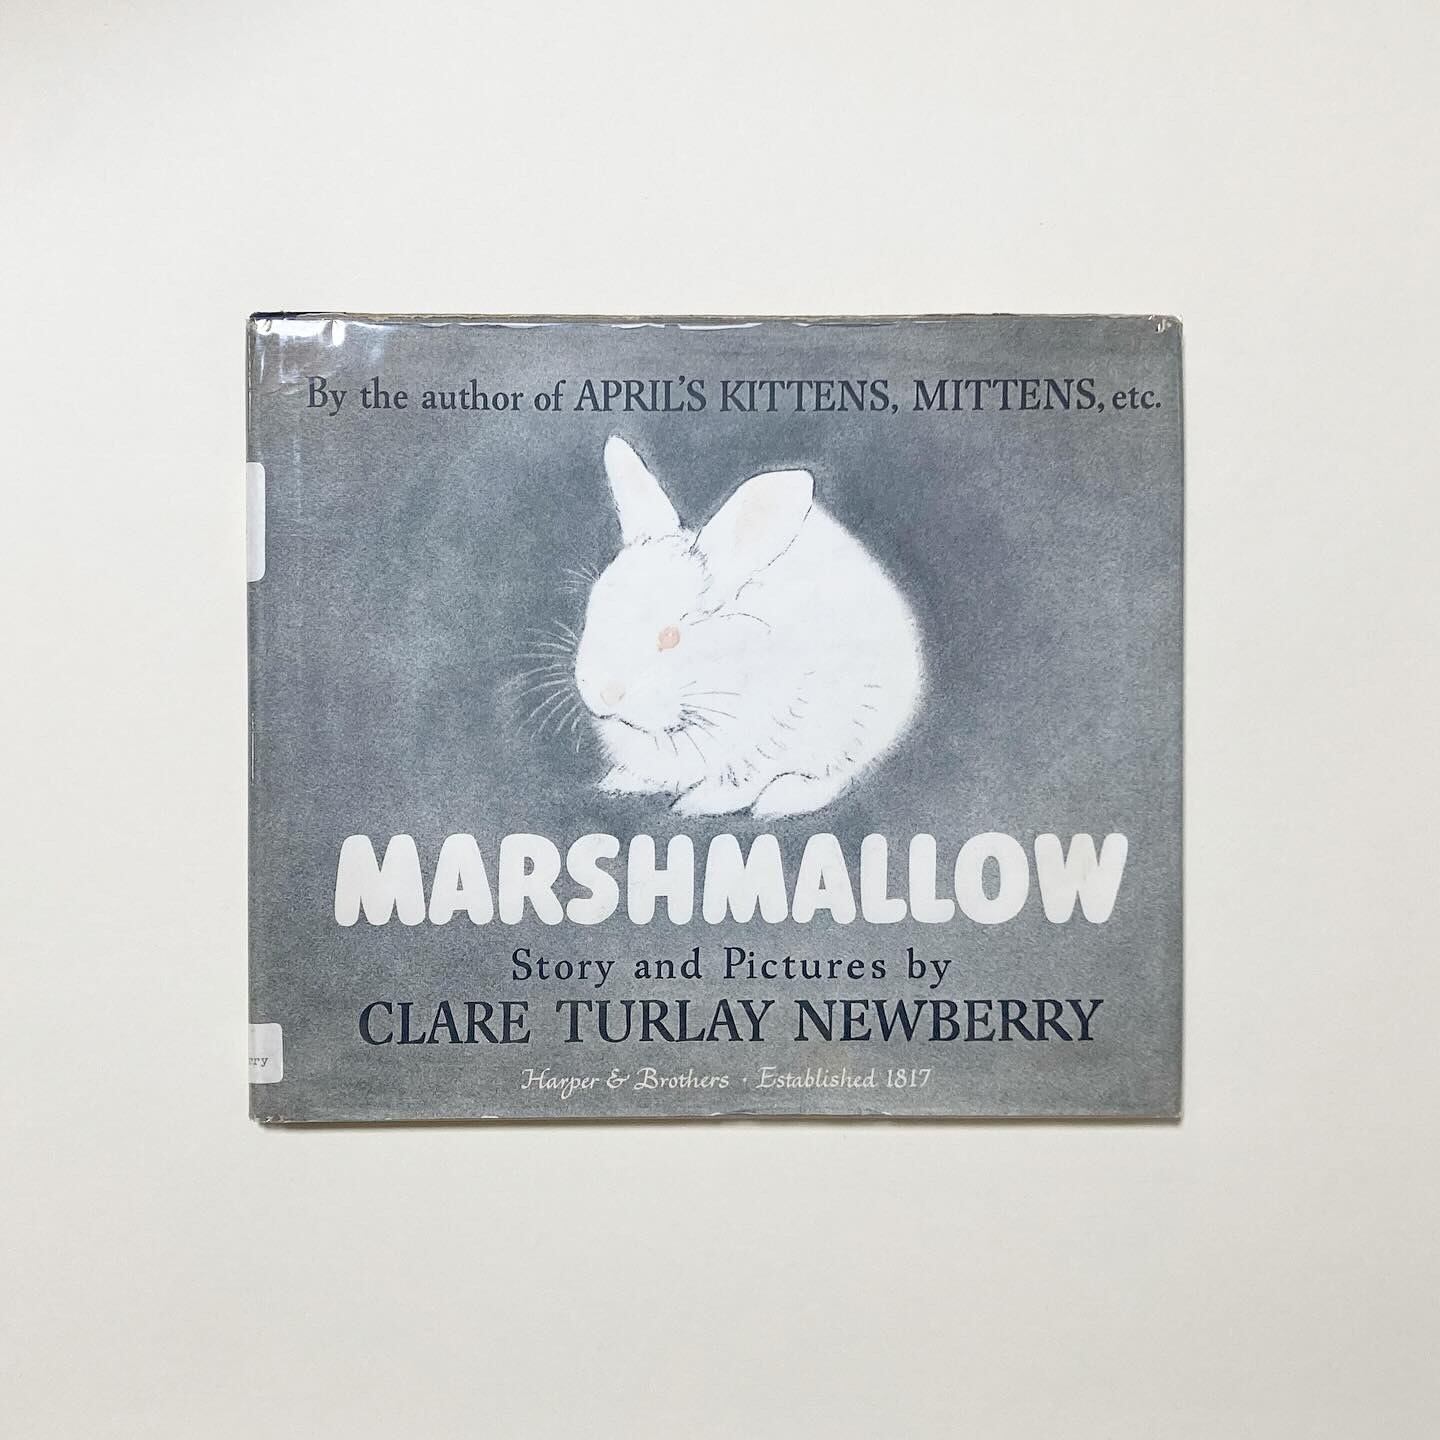 By the author of APRIL'S KITTENS, MITTENS, etc.
MARSHMALLOW
Story and Pictures by
CLARE TURLAY NEWBERRY
Harper & Brothers · Established 1817